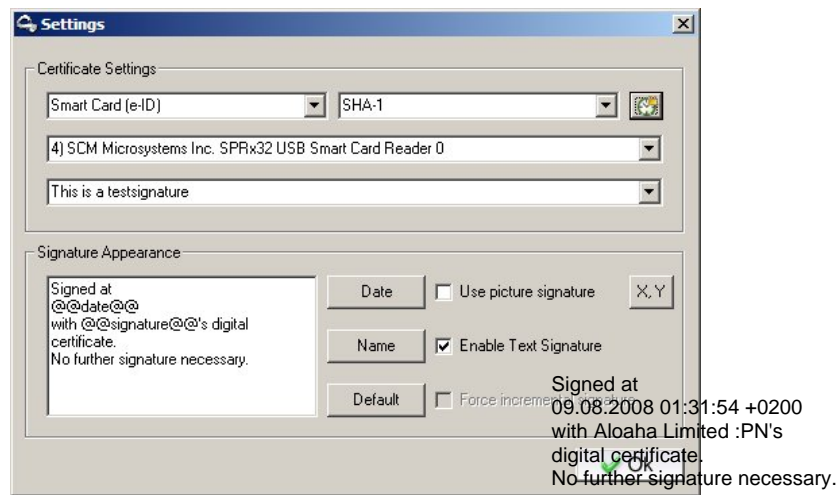 Settings
Certificate Settings
Smart Card (e-ID) SHA-1
4) SCM Microsystems Inc. SPRx32 USB Smart Card Reader 0
This is a testsignature
Signature Appearance
Signed at
@@date@@
with @@signature@@'s digital
certificate.
No further signature necessary.
Date Use picture signature X,Y
Name Enable Text Signature
Default Force incremental signature
Signed at
09.08.2008 01:31:54 +0200
with Aloaha Limited :PN's
digital certificate.
No further signature necessary.
Ok